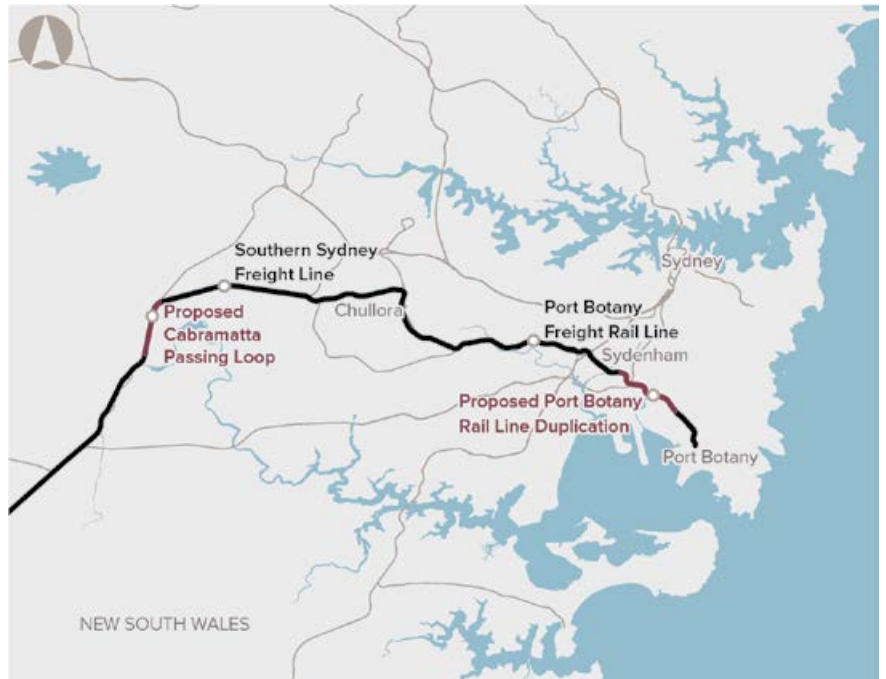 Southern Sydney
Freight Line
Sydney
Port Botany
Freight Rail Line
Chullora
Proposed
Cabramatta
Passing Loop
Sydenham
Proposed Port Botany
Rail Line Duplication
Port Botany
NEW SOUTH WALES